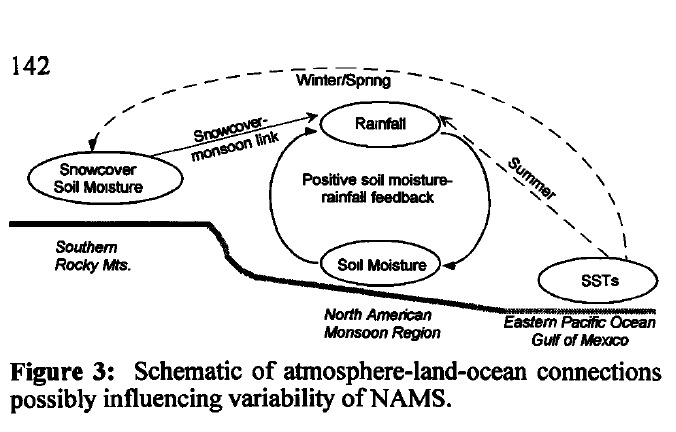 142
Winter/Spring
Snowcover-
monsoon link
Rainfall
Snowcover
Soil Moisture
Positive soil moisture-
rainfall feedback
Summer
Soil Moisture
SSTs
Southern
Rocky Mts.
North American
Monsoon Region
Eastern Pacific Ocean
Gulf of Mexico
Figure 3: Schematic of atmosphere-land-ocean connections
possibly influencing variability of NAMS.